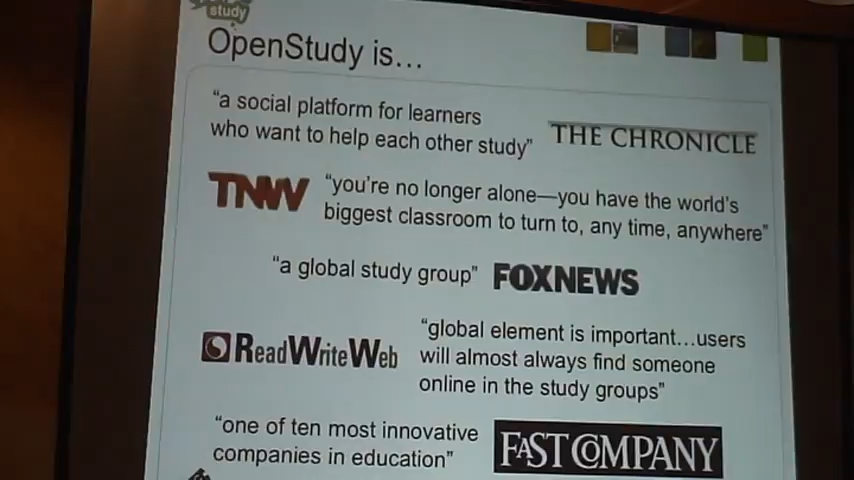 study
OpenStudy is...
“a social platform for learners
who want to help each other study”
THE CHRONICLE
TNW
“you’re no longer alone—you have the world’s
biggest classroom to turn to, any time, anywhere”
“a global study group”
FOXNEWS
ReadWriteWeb
“global element is important...users
will almost always find someone
online in the study groups”
“one of ten most innovative
companies in education”
FAST COMPANY